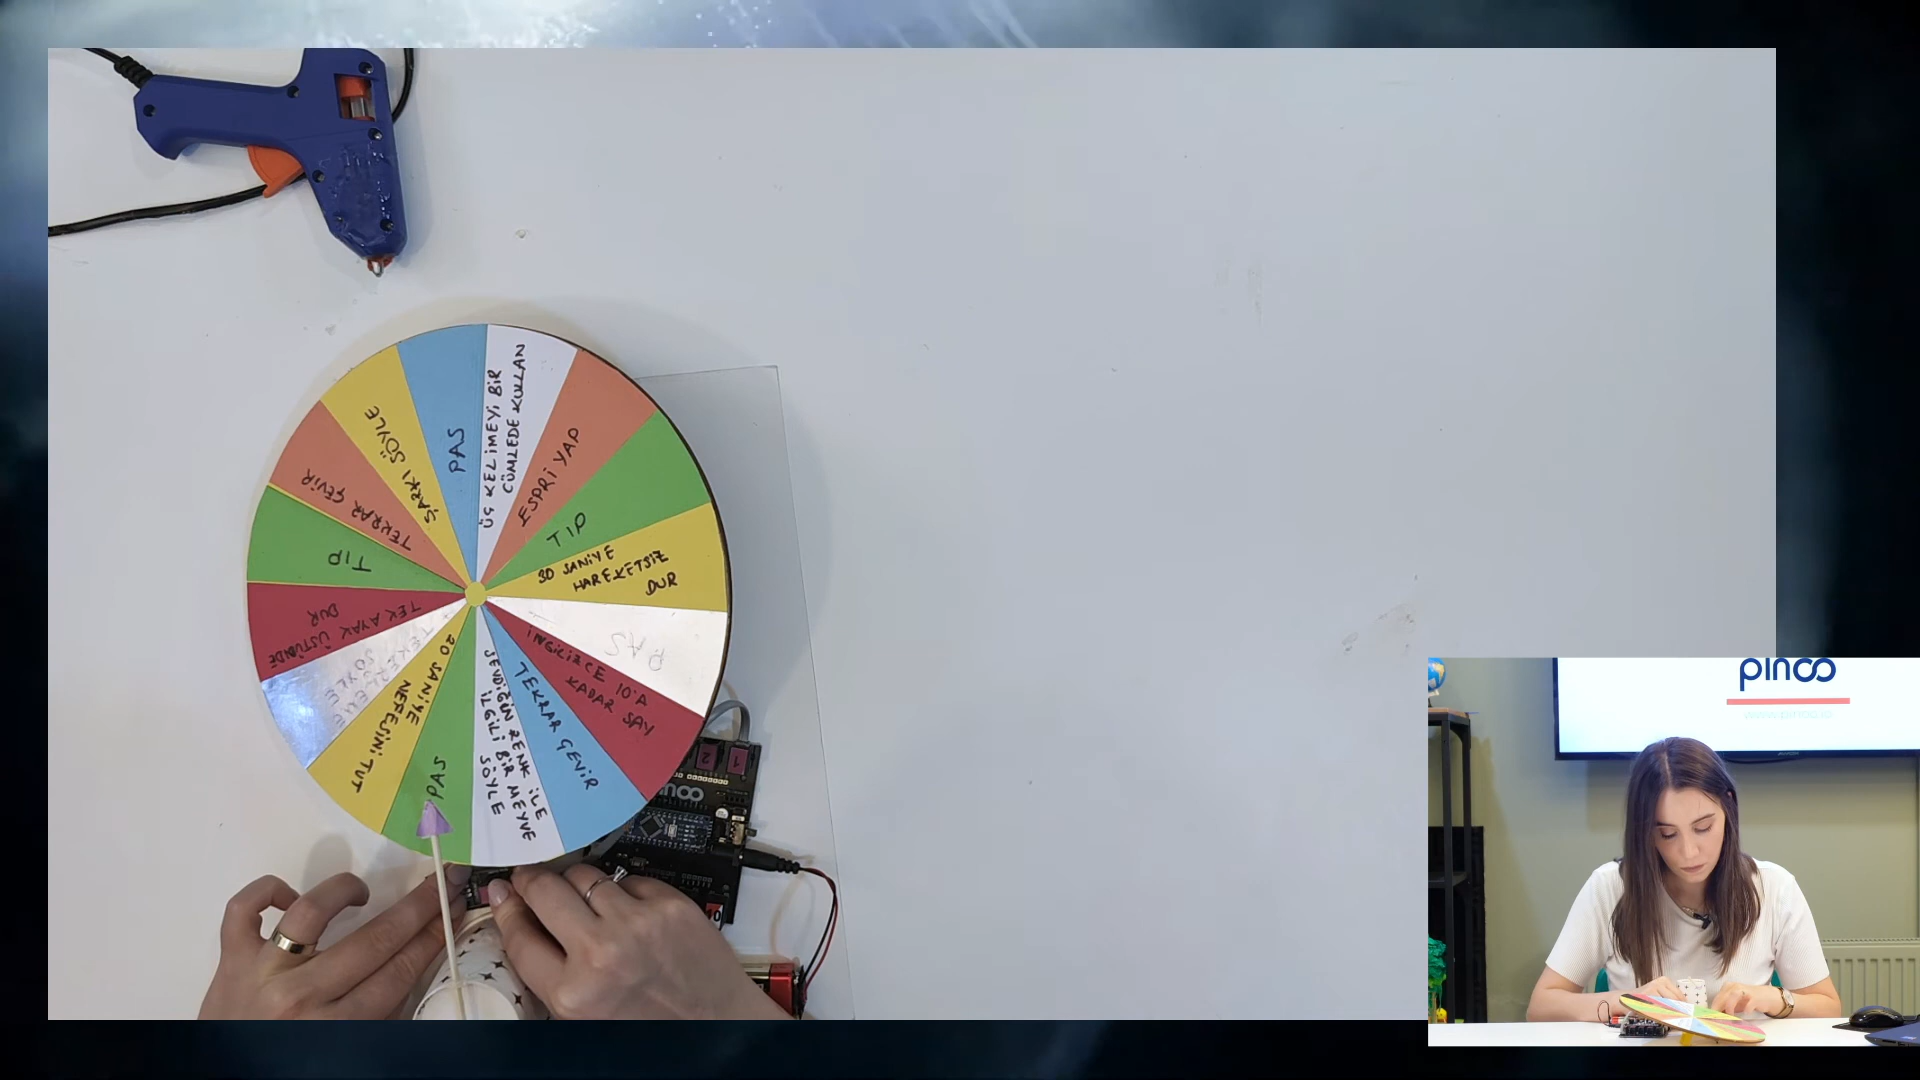 PAS
ÜÇ KELİMEYİ BİR
CÜMLEDE KULLAN
ESPRİ YAP
TIP
30 SANİYE
HAREKETSİZ
DUR
PAS
İNGİLİZCE 10'A
KADAR SAY
TEKRAR ÇEVİR
SEVDİĞİN RENK İLE
İLGİLİ BİR MEYVE
SÖYLE
PAS
20 SANİYE
NEFESİNİ TUT
TEKERLEME
SÖYLE
TEK AYAK ÜSTÜNDE
DUR
TIP
TEKRAR ÇEVİR
ŞARKI SÖYLE
2
1
pinoo